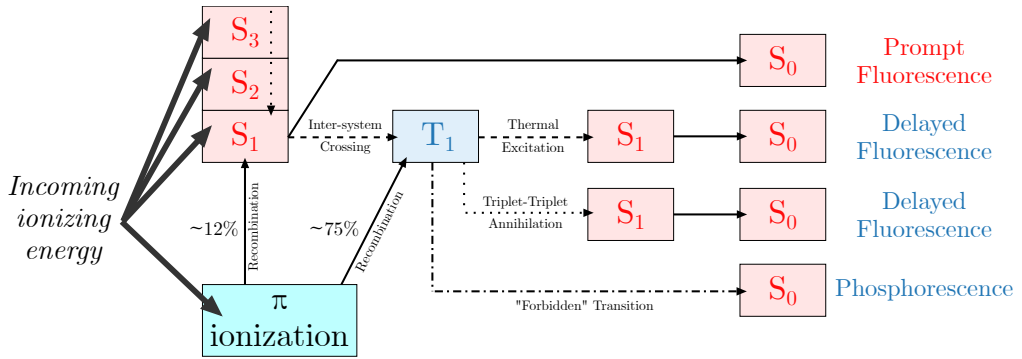 S₃
S₂
S₁
Incoming
ionizing
energy
~12%
Recombination
π
ionization
~75%
Recombination
Inter-system
Crossing
T₁
Thermal
Excitation
S₁
S₀
Delayed
Fluorescence
S₀
Prompt
Fluorescence
Triplet-Triplet
Annihilation
S₁
S₀
Delayed
Fluorescence
"Forbidden" Transition
S₀
Phosphorescence